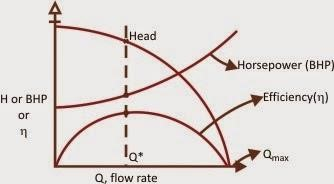 Head
Horsepower (BHP)
H or BHP
or
η
Efficiency(η)
Q*
Qmax
Q, flow rate